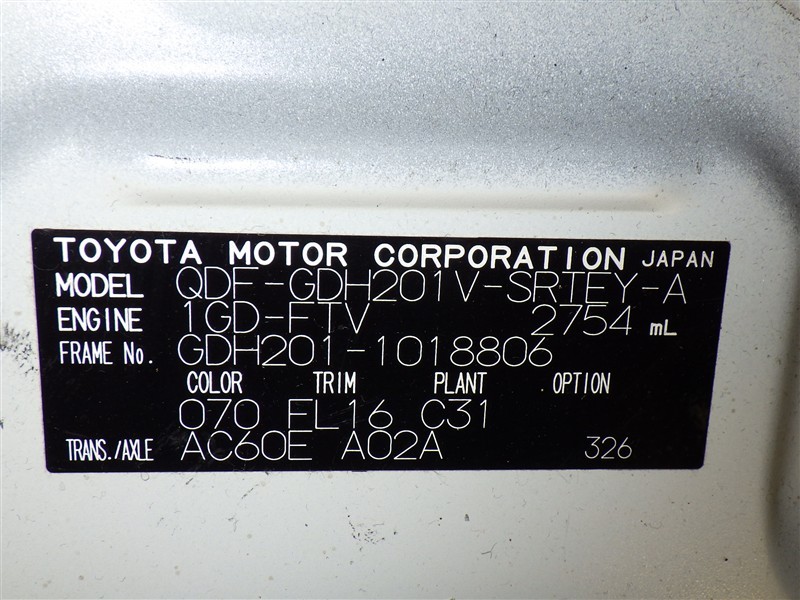 TOYOTA MOTOR CORPORATION JAPAN
MODEL QDF-GDH201V-SRTEY-A
ENGINE 1GD-FTV 2754 mL
FRAME No. GDH201-1018806
COLOR TRIM PLANT OPTION
070 FL16 C31
TRANS./AXLE AC60E A02A 326